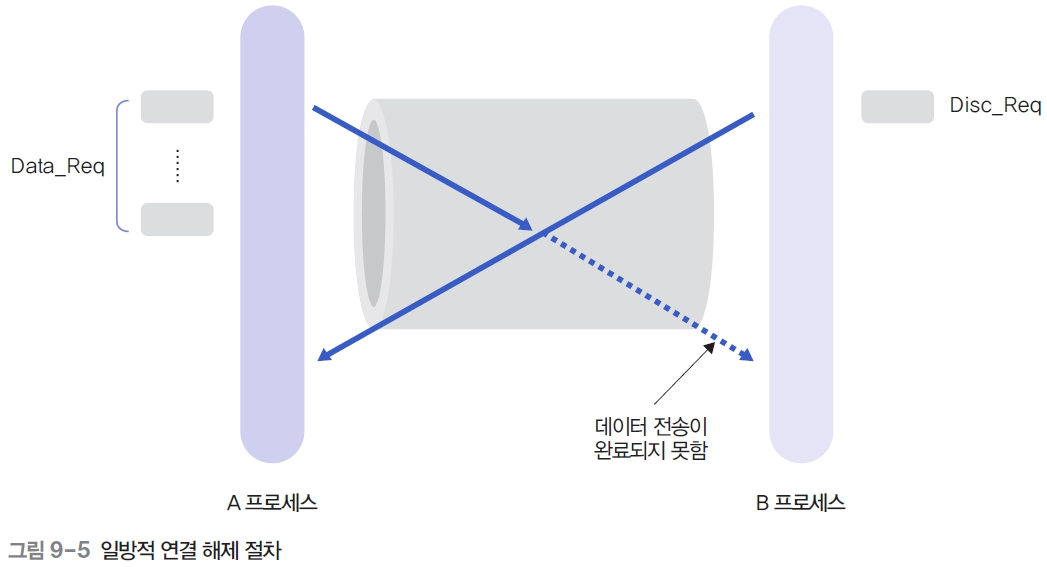 Data_Req
Disc_Req
데이터 전송이
완료되지 못함
A 프로세스
B 프로세스
그림 9-5 일방적 연결 해제 절차